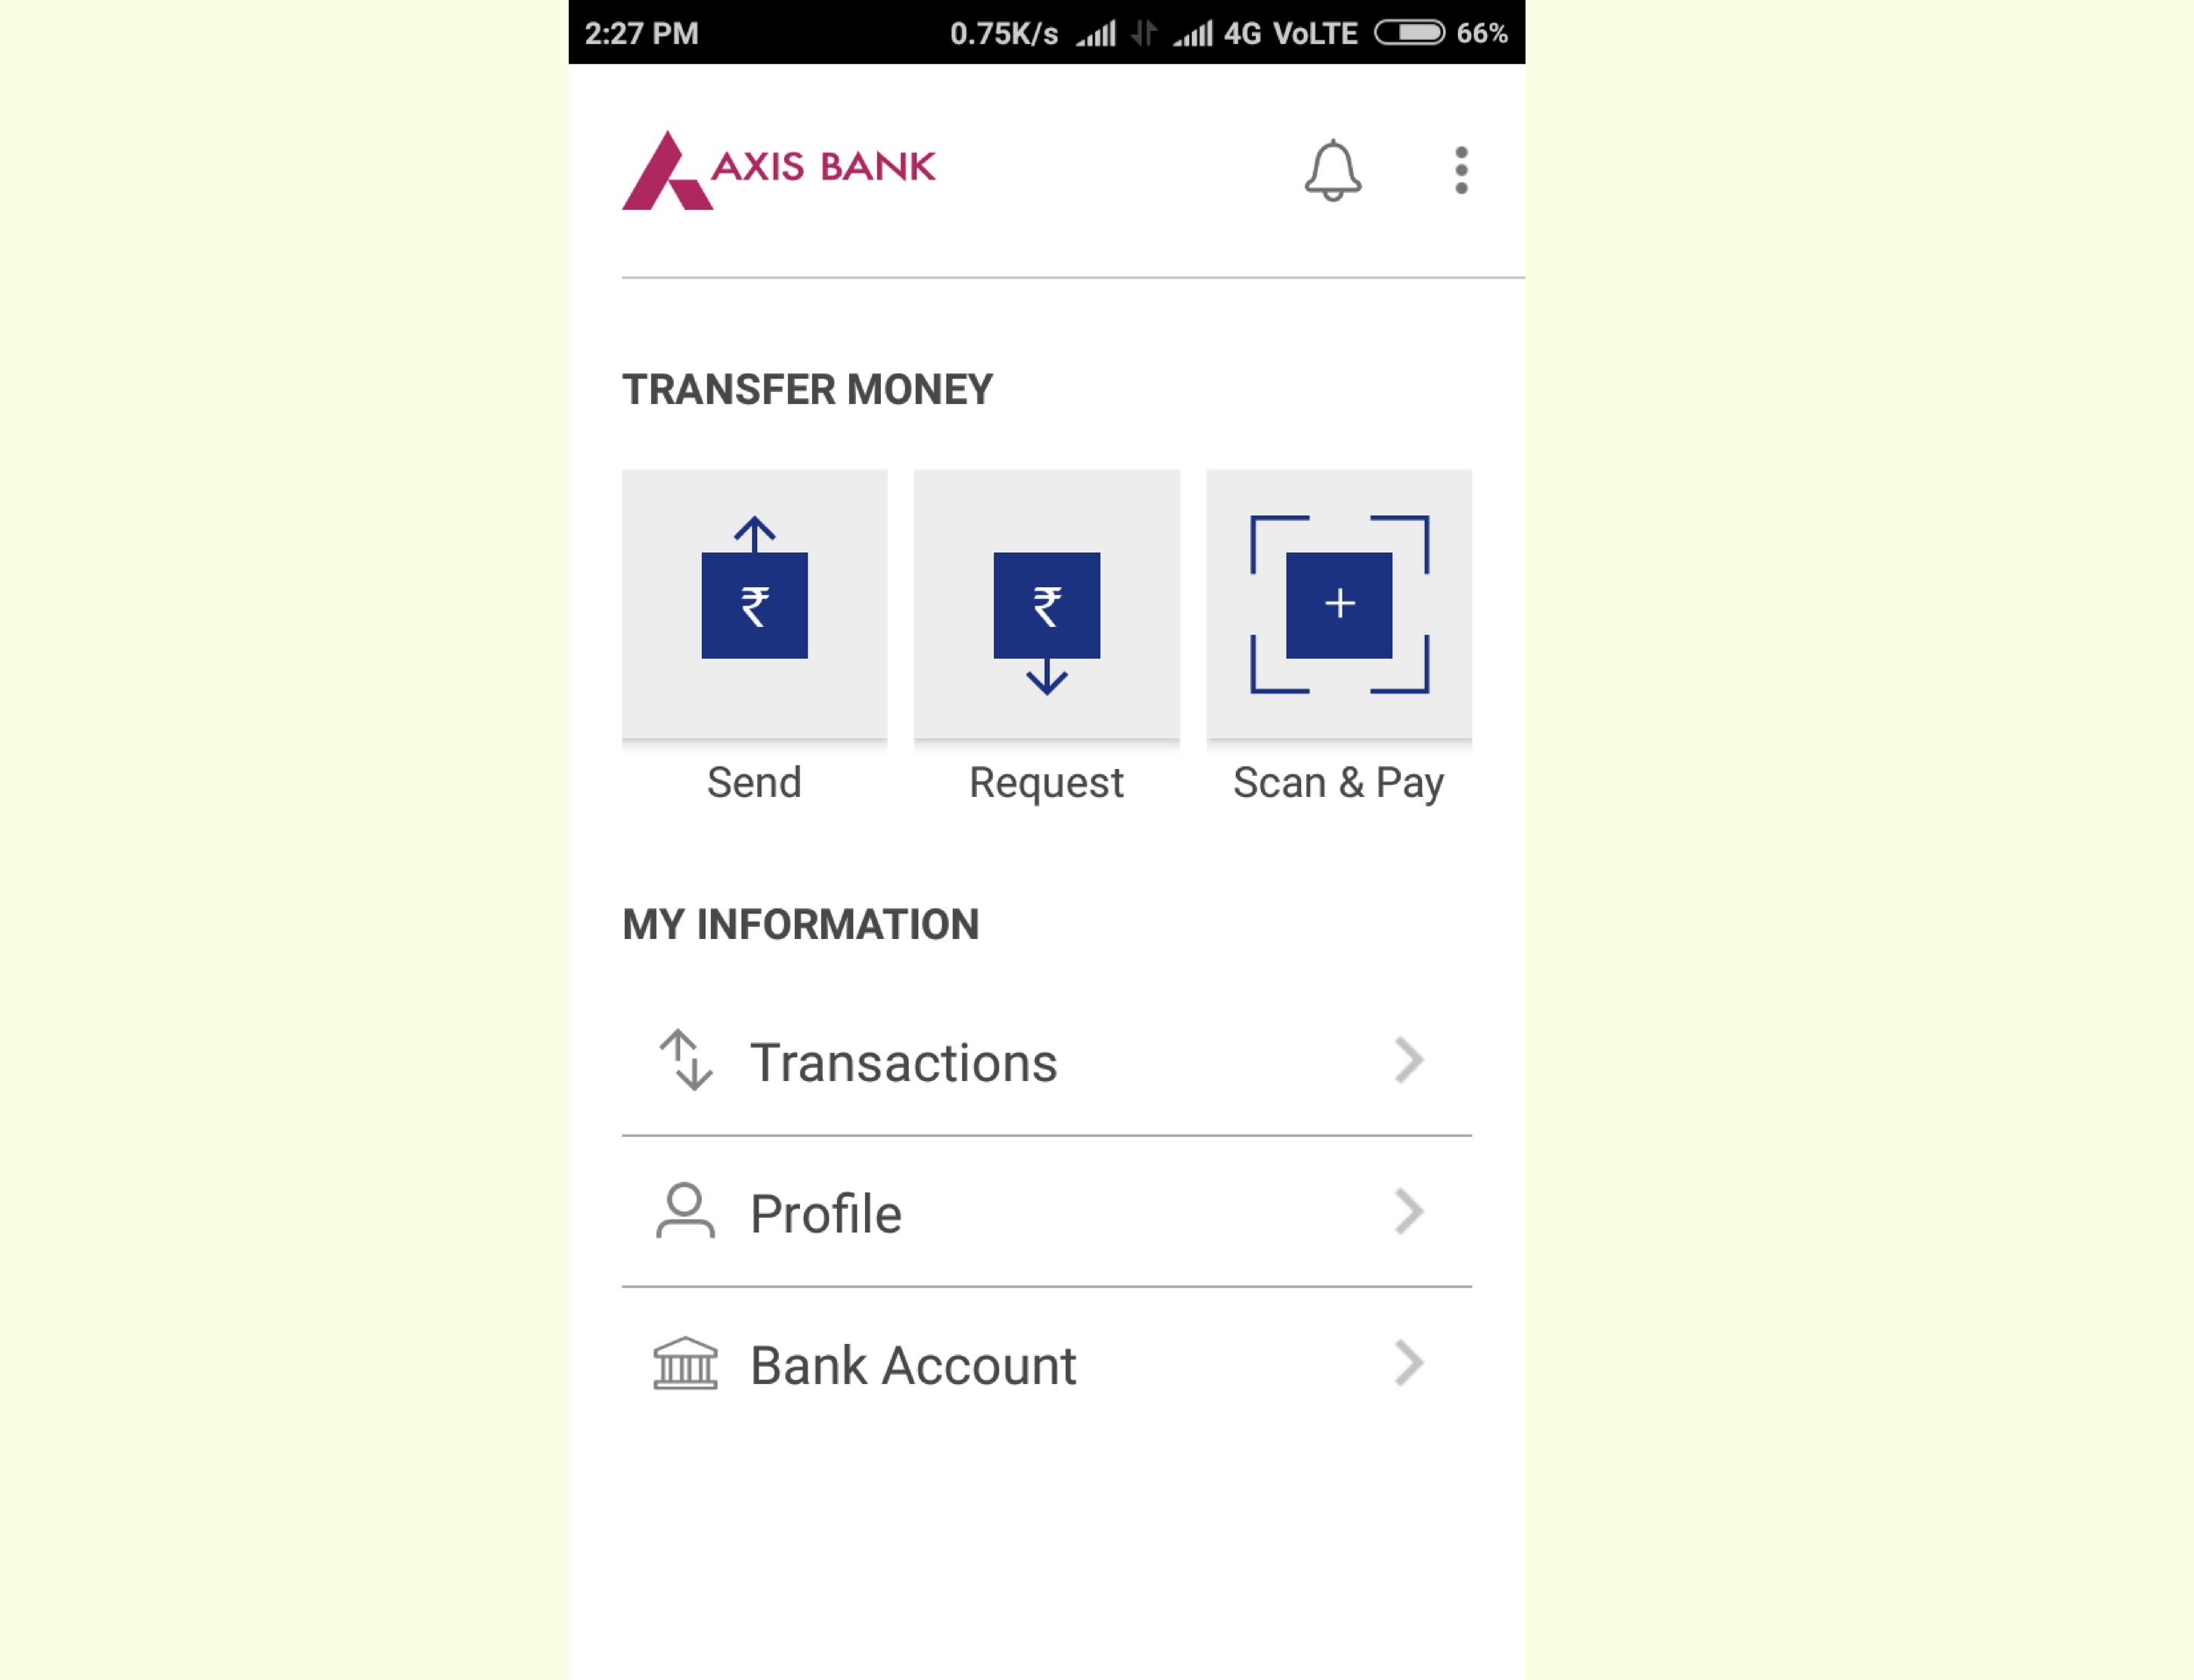 2:27 PM 0.75K/s 4G VoLTE 66%
AXIS BANK
TRANSFER MONEY
₹ ₹ +
Send Request Scan & Pay
MY INFORMATION
Transactions
Profile
Bank Account